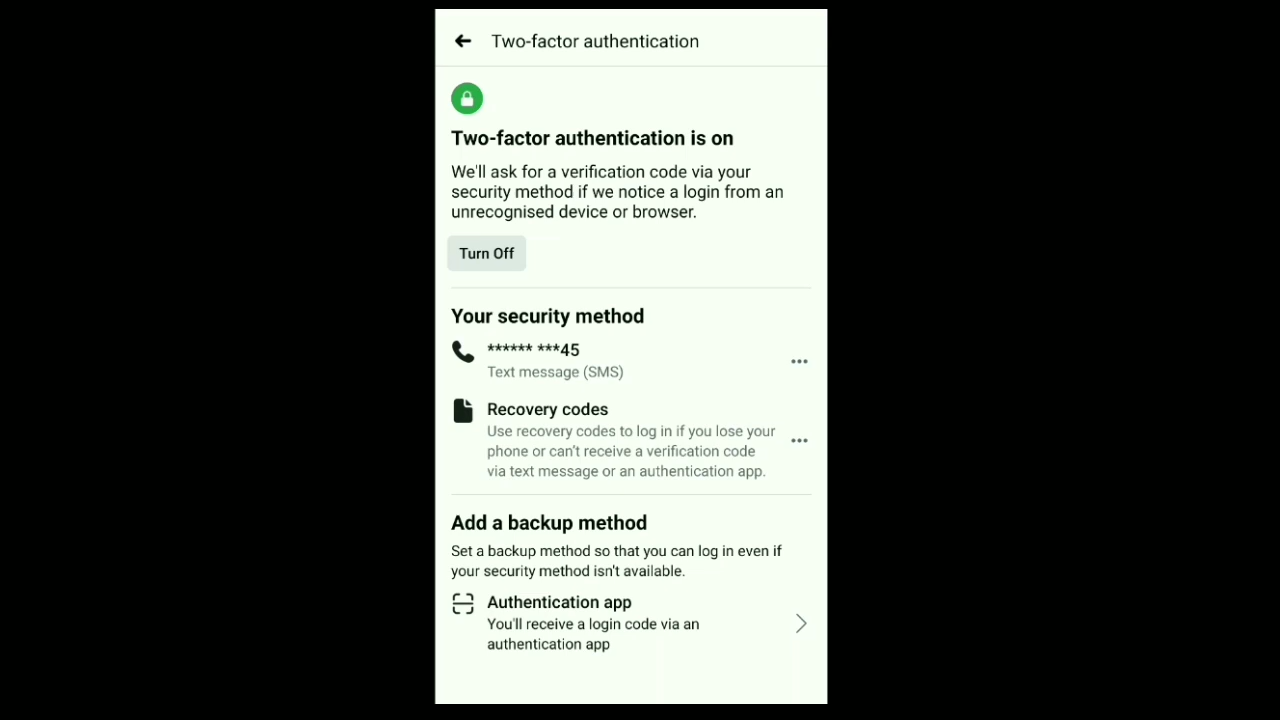 Two-factor authentication
Two-factor authentication is on
We'll ask for a verification code via your
security method if we notice a login from an
unrecognised device or browser.
Turn Off
Your security method
****** ***45
Text message (SMS)
Recovery codes
Use recovery codes to log in if you lose your
phone or can't receive a verification code
via text message or an authentication app.
Add a backup method
Set a backup method so that you can log in even if
your security method isn't available.
Authentication app
You'll receive a login code via an
authentication app